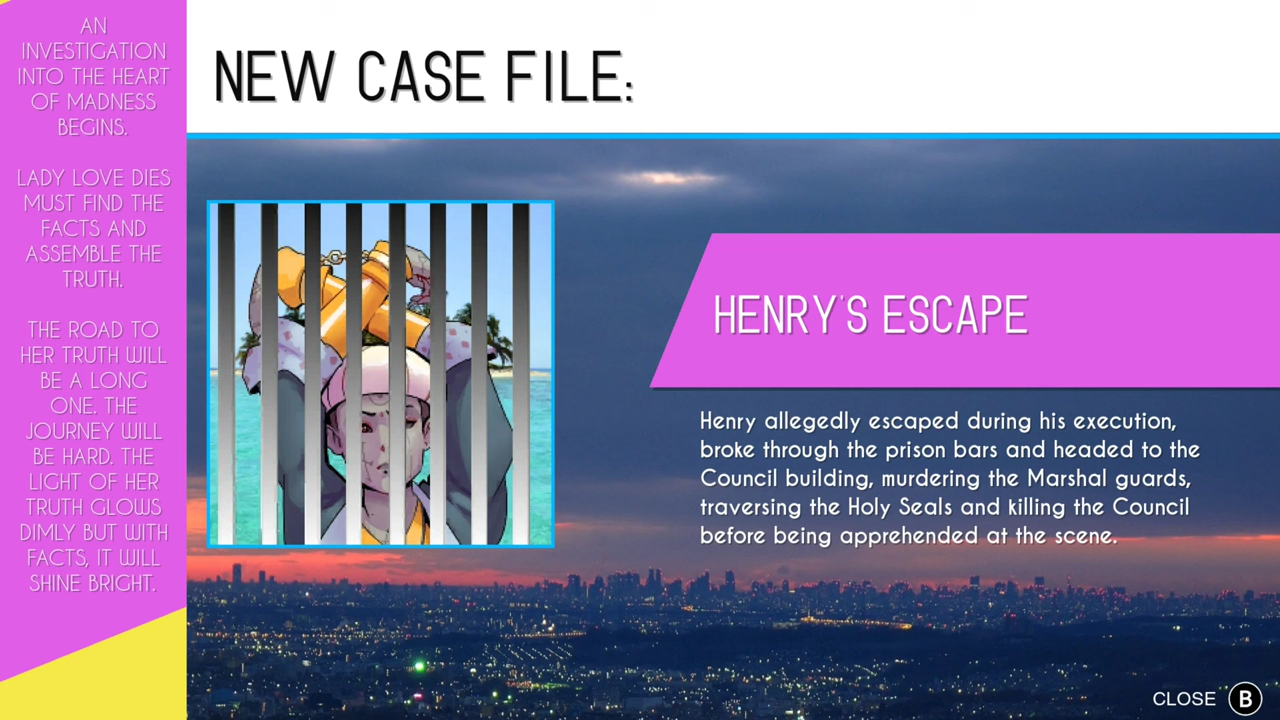 AN
INVESTIGATION
INTO THE HEART
OF MADNESS
BEGINS.
LADY LOVE DIES
MUST FIND THE
FACTS AND
ASSEMBLE THE
TRUTH.
THE ROAD TO
HER TRUTH WILL
BE A LONG
ONE. THE
JOURNEY WILL
BE HARD. THE
LIGHT OF HER
TRUTH GLOWS
DIMLY BUT WITH
FACTS, IT WILL
SHINE BRIGHT.
NEW CASE FILE:
HENRY'S ESCAPE
Henry allegedly escaped during his execution,
broke through the prison bars and headed to the
Council building, murdering the Marshal guards,
traversing the Holy Seals and killing the Council
before being apprehended at the scene.
CLOSE B